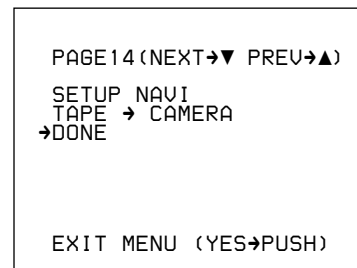 PAGE14(NEXT→▼ PREV→▲)
SETUP NAVI
TAPE → CAMERA
→DONE
EXIT MENU (YES→PUSH)